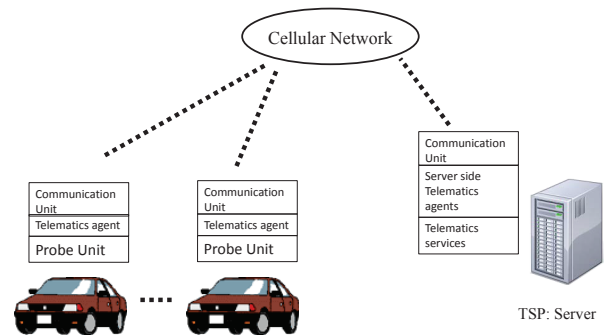 Cellular Network
Communication
Unit
Telematics agent
Probe Unit
Communication
Unit
Telematics agent
Probe Unit
Communication
Unit
Server side
Telematics
agents
Telematics
services
TSP: Server